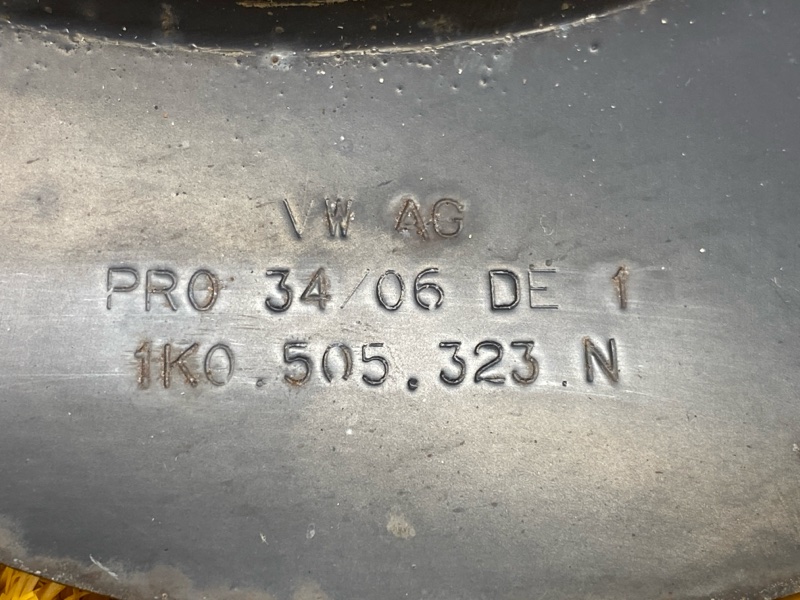 VW AG
PRO 34/06 DE 1
1K0.505.323.N